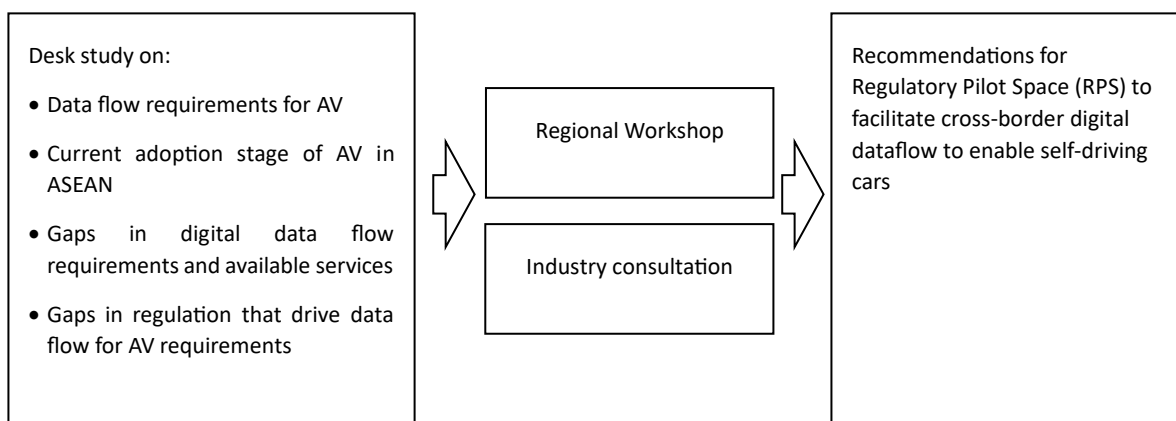 Desk study on:
• Data flow requirements for AV
• Current adoption stage of AV in
ASEAN
• Gaps in digital data flow
requirements and available services
• Gaps in regulation that drive data
flow for AV requirements
Regional Workshop
Industry consultation
Recommendations for
Regulatory Pilot Space (RPS) to
facilitate cross-border digital
dataflow to enable self-driving
cars